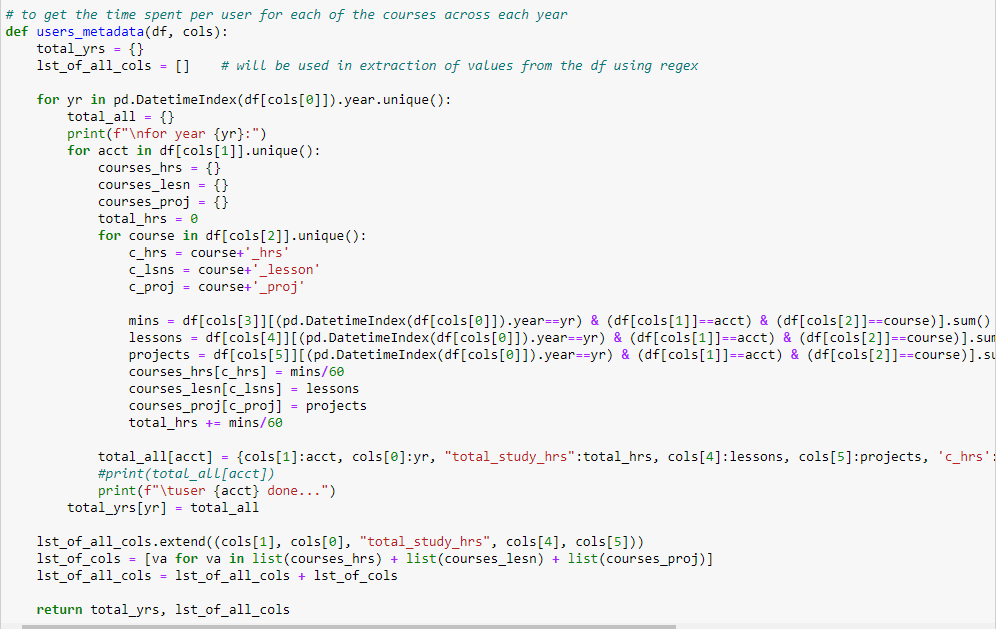 # to get the time spent per user for each of the courses across each year
def users_metadata(df, cols):
    total_yrs = {}
    lst_of_all_cols = []    # will be used in extraction of values from the df using regex

    for yr in pd.DatetimeIndex(df[cols[0]]).year.unique():
        total_all = {}
        print(f"\nfor year {yr}:")
        for acct in df[cols[1]].unique():
            courses_hrs = {}
            courses_lesn = {}
            courses_proj = {}
            total_hrs = 0
            for course in df[cols[2]].unique():
                c_hrs = course+'_hrs'
                c_lsns = course+'_lesson'
                c_proj = course+'_proj'

                mins = df[cols[3]][(pd.DatetimeIndex(df[cols[0]]).year==yr) & (df[cols[1]]==acct) & (df[cols[2]]==course)].sum()
                lessons = df[cols[4]][(pd.DatetimeIndex(df[cols[0]]).year==yr) & (df[cols[1]]==acct) & (df[cols[2]]==course)].sum
                projects = df[cols[5]][(pd.DatetimeIndex(df[cols[0]]).year==yr) & (df[cols[1]]==acct) & (df[cols[2]]==course)].su
                courses_hrs[c_hrs] = mins/60
                courses_lesn[c_lsns] = lessons
                courses_proj[c_proj] = projects
                total_hrs += mins/60

            total_all[acct] = {cols[1]:acct, cols[0]:yr, "total_study_hrs":total_hrs, cols[4]:lessons, cols[5]:projects, 'c_hrs':
            #print(total_all[acct])
            print(f"\tuser {acct} done...")
        total_yrs[yr] = total_all

    lst_of_all_cols.extend((cols[1], cols[0], "total_study_hrs", cols[4], cols[5]))
    lst_of_cols = [va for va in list(courses_hrs) + list(courses_lesn) + list(courses_proj)]
    lst_of_all_cols = lst_of_all_cols + lst_of_cols

    return total_yrs, lst_of_all_cols